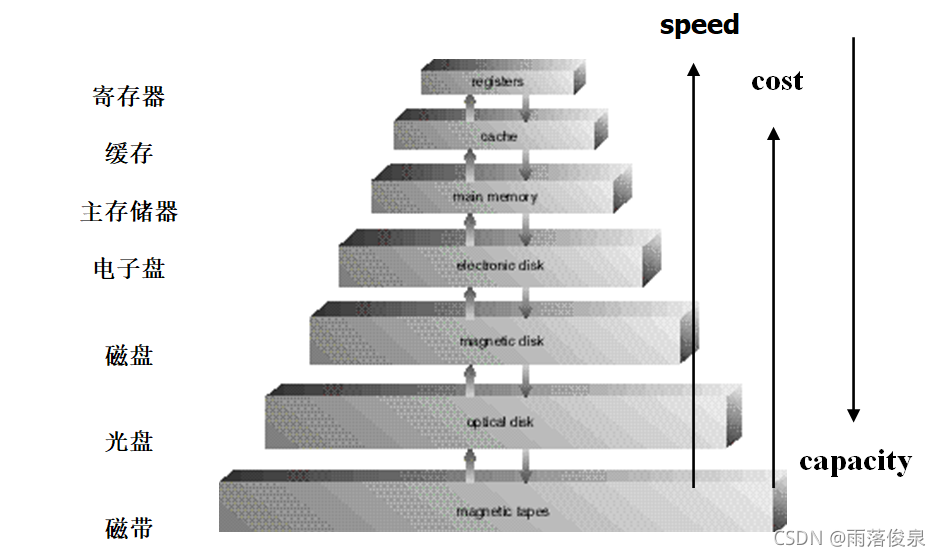 speed
cost
寄存器
registers
缓存
cache
主存储器
main memory
电子盘
electronic disk
磁盘
magnetic disk
光盘
optical disk
capacity
磁带
magnetic tapes
CSDN @雨落俊泉